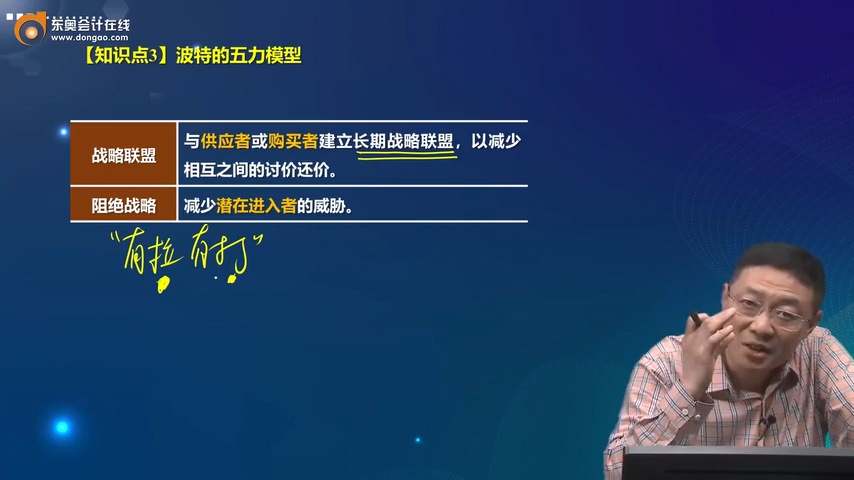 东奥会计在线
www.dongao.com
【知识点3】波特的五力模型
战略联盟
与供应者或购买者建立长期战略联盟，以减少
相互之间的讨价还价。
阻绝战略
减少潜在进入者的威胁。
“有拉 有打”